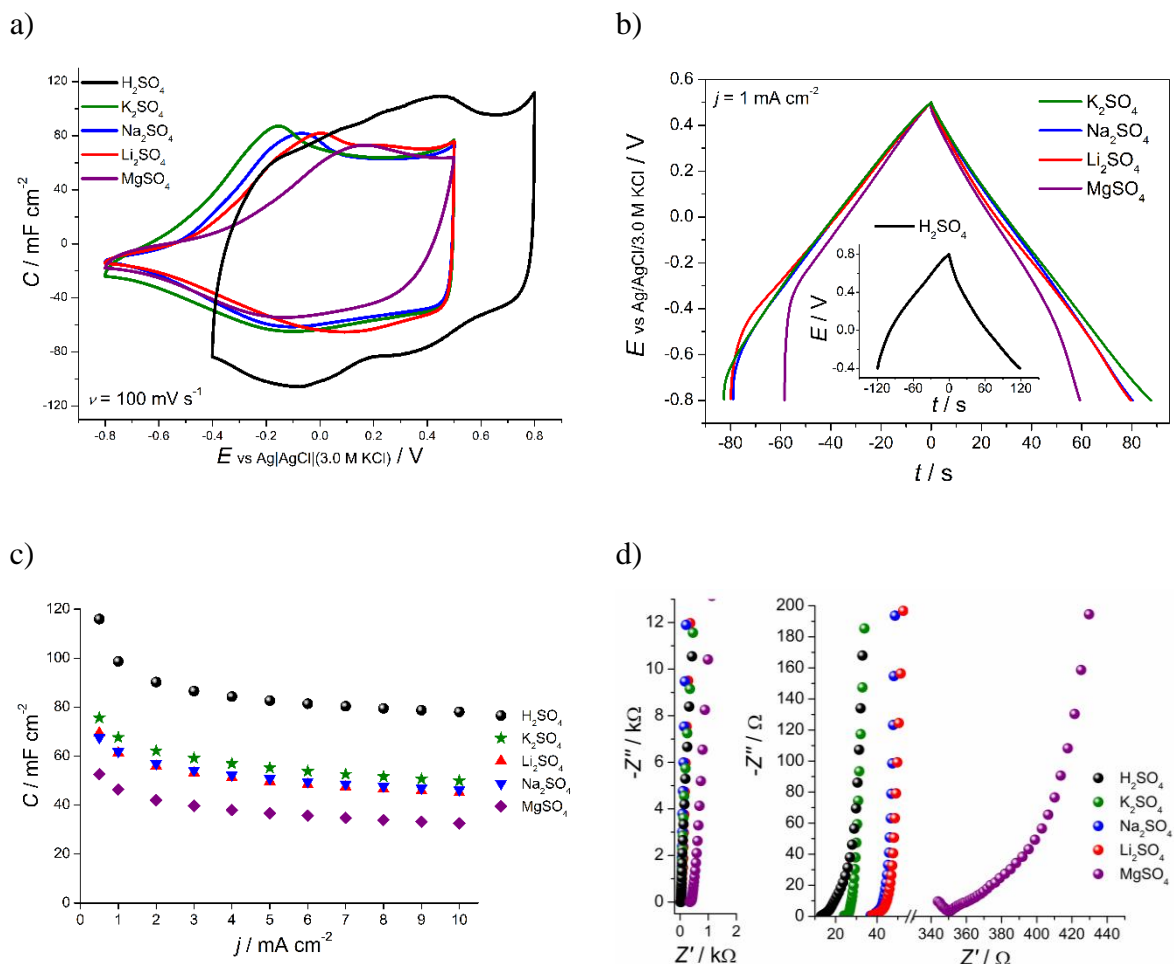 a)
H₂SO₄
K₂SO₄
Na₂SO₄
Li₂SO₄
MgSO₄
120
80
40
0
-40
-80
-120
C / mF cm⁻²
ν = 100 mV s⁻¹
-0.8 -0.6 -0.4 -0.2 0.0 0.2 0.4 0.6 0.8
E vs Ag|AgCl|(3.0 M KCl) / V
b)
j = 1 mA cm⁻²
K₂SO₄
Na₂SO₄
Li₂SO₄
MgSO₄
0.6
0.4
0.2
0.0
-0.2
-0.4
-0.6
-0.8
E vs Ag/AgCl/3.0 M KCl / V
H₂SO₄
0.8
0.4
0.0
-0.4
E / V
-120 -60 0 60 120
t / s
-80 -60 -40 -20 0 20 40 60 80
t / s
c)
120
100
80
60
40
20
0
C / mF cm⁻²
H₂SO₄
K₂SO₄
Li₂SO₄
Na₂SO₄
MgSO₄
0 1 2 3 4 5 6 7 8 9 10
j / mA cm⁻²
d)
12
10
8
6
4
2
0
-Z'' / kΩ
0 1 2
Z' / kΩ
200
180
160
140
120
100
80
60
40
20
0
-Z'' / Ω
H₂SO₄
K₂SO₄
Na₂SO₄
Li₂SO₄
MgSO₄
20 40 340 360 380 400 420 440
Z' / Ω